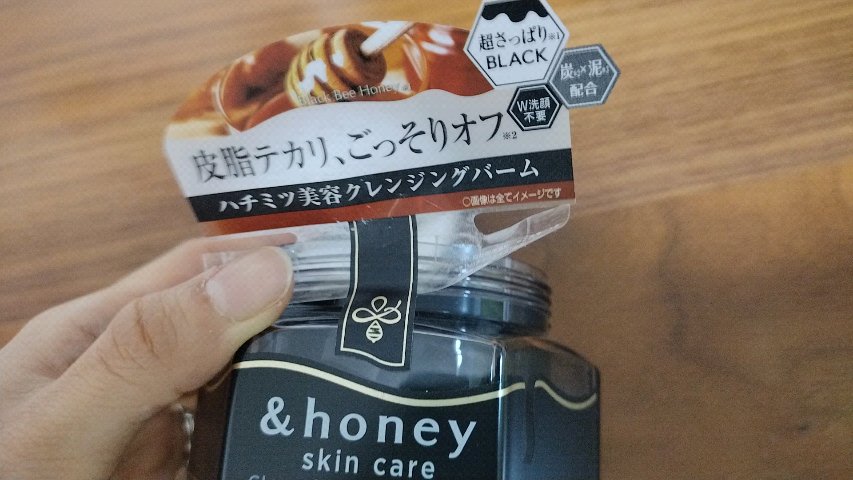 超さっぱり※1
BLACK
炭※4×泥※5
配合
W洗顔
不要
Black Bee Honey
皮脂テカリ、ごっそりオフ※2
ハチミツ美容クレンジングバーム
○画像は全てイメージです
&honey
skin care